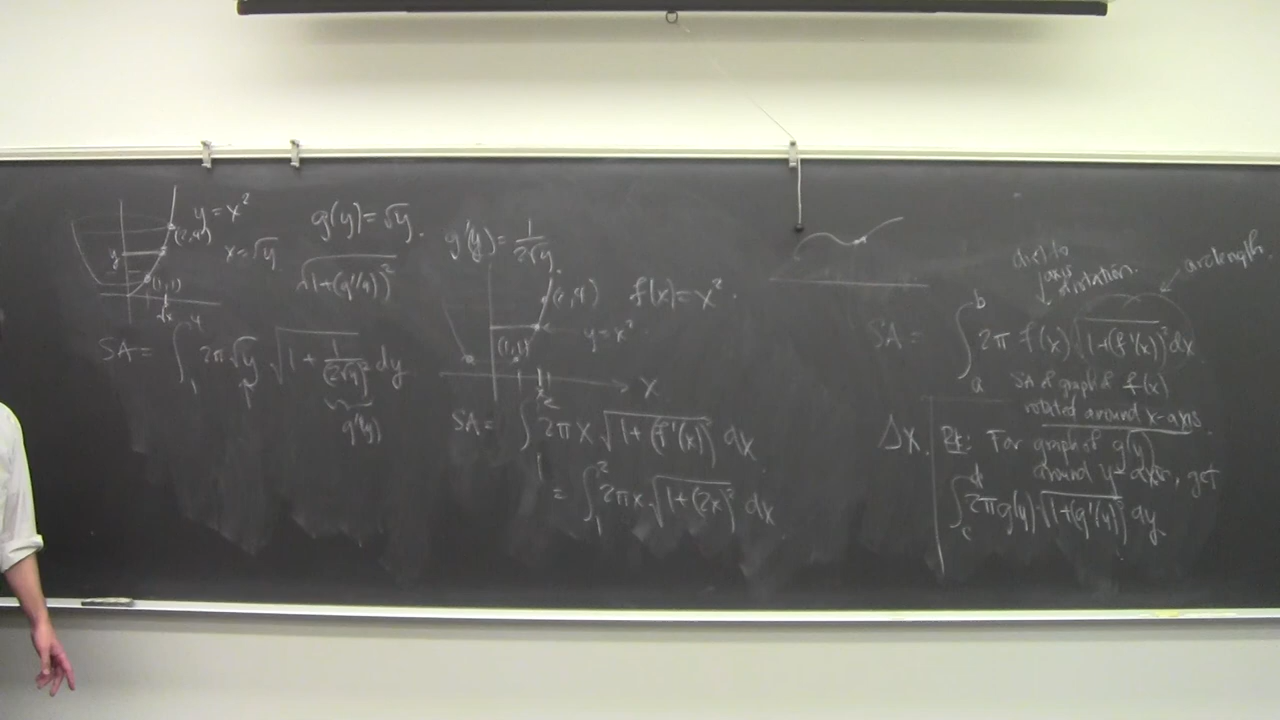 y = x²
(2,4)
x = √y
y
(1,1)
√x
g(y) = √y.
√(1+(g'(y))²)
SA = ∫₁⁴ 2π √y √(1 + 1/(2√y)²) dy
g'(y)
g'(y) = 1/(2√y).
(2,4)
f(x) = x².
y = x²
(1,1)
x
SA = ∫₁² 2πx √(1+(f'(x))²) dx
= ∫₁² 2πx √(1+(2x)²) dx
dist to
axis
rotation.
arclength.
SA = ∫ₐᵇ 2π f(x) √(1+(f'(x))²) dx
SA of graph of f(x)
rotated around x-axis.
Δx.
For graph of g(y)
around y-axis, get
∫_c^d 2πg(y)·√(1+(g'(y))²) dy